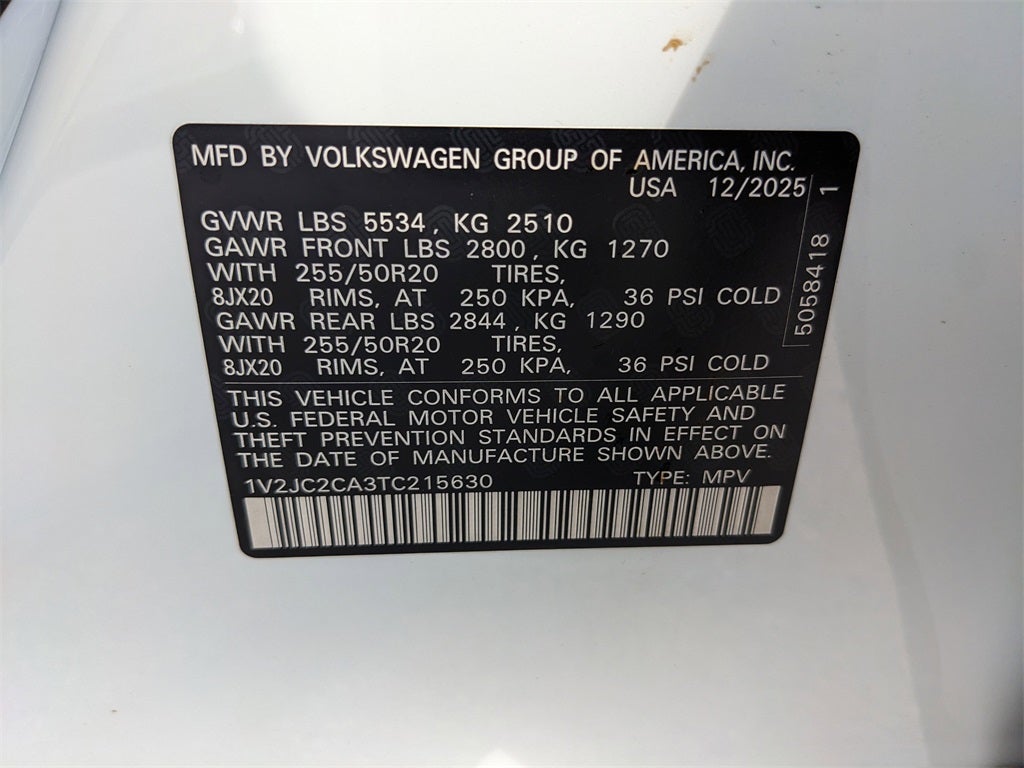 MFD BY VOLKSWAGEN GROUP OF AMERICA, INC.
USA 12/2025
GVWR LBS 5534, KG 2510
GAWR FRONT LBS 2800, KG 1270
WITH 255/50R20 TIRES,
8JX20 RIMS, AT 250 KPA, 36 PSI COLD
GAWR REAR LBS 2844, KG 1290
WITH 255/50R20 TIRES,
8JX20 RIMS, AT 250 KPA, 36 PSI COLD
5058418 1
THIS VEHICLE CONFORMS TO ALL APPLICABLE
U.S. FEDERAL MOTOR VEHICLE SAFETY AND
THEFT PREVENTION STANDARDS IN EFFECT ON
THE DATE OF MANUFACTURE SHOWN ABOVE.
1V2JC2CA3TC215630 TYPE: MPV